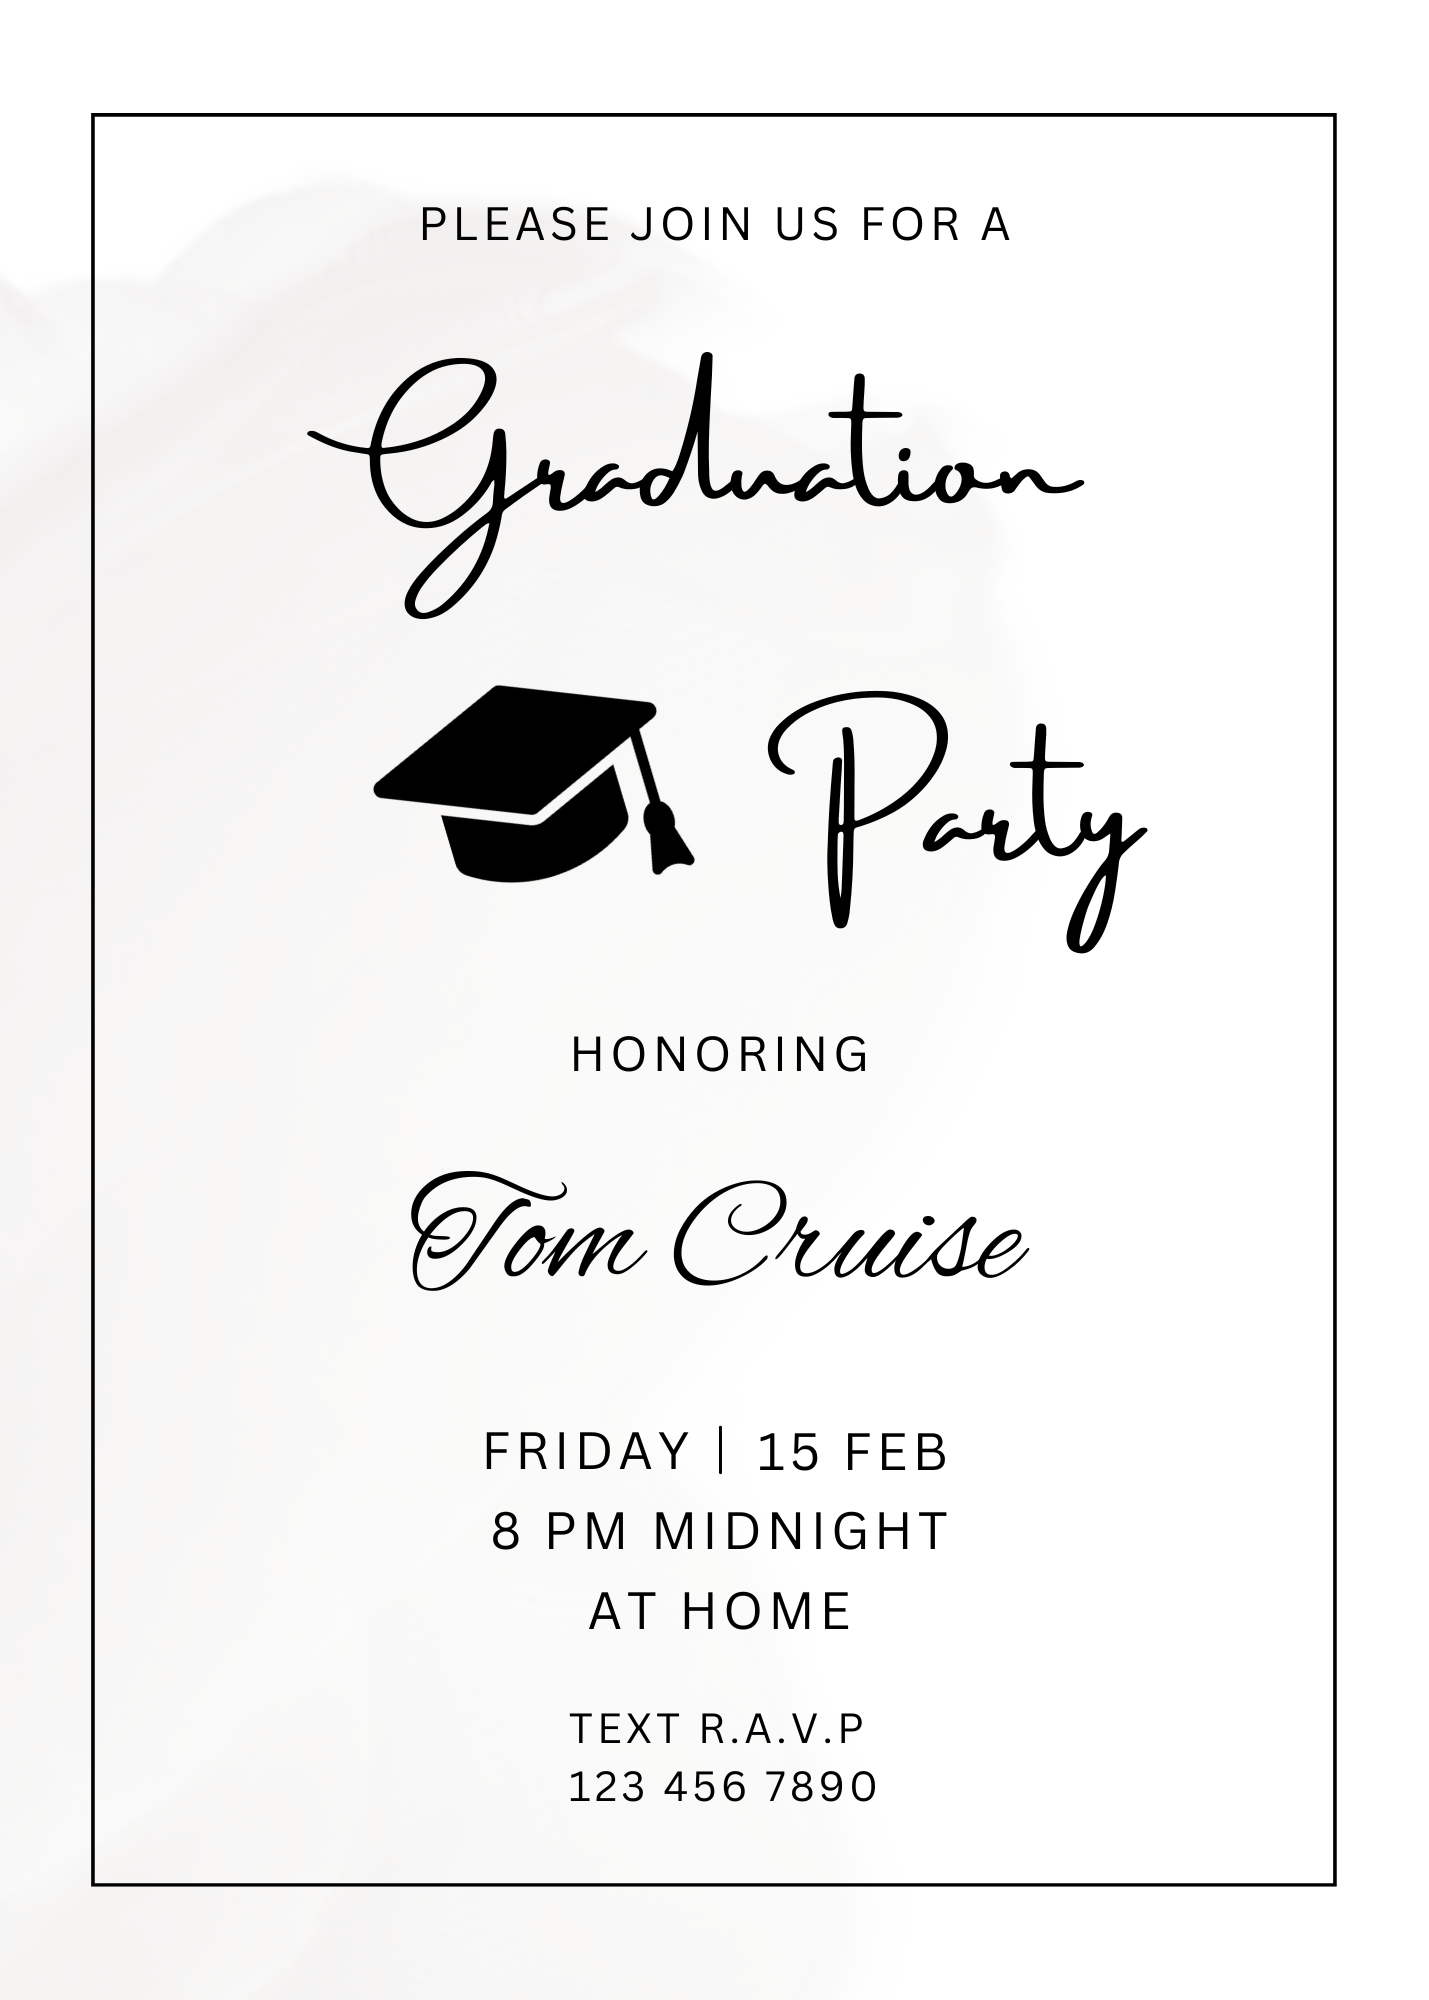 PLEASE JOIN US FOR A
Graduation
Party
HONORING
Tom Cruise
FRIDAY | 15 FEB
8 PM MIDNIGHT
AT HOME
TEXT R.A.V.P
123 456 7890